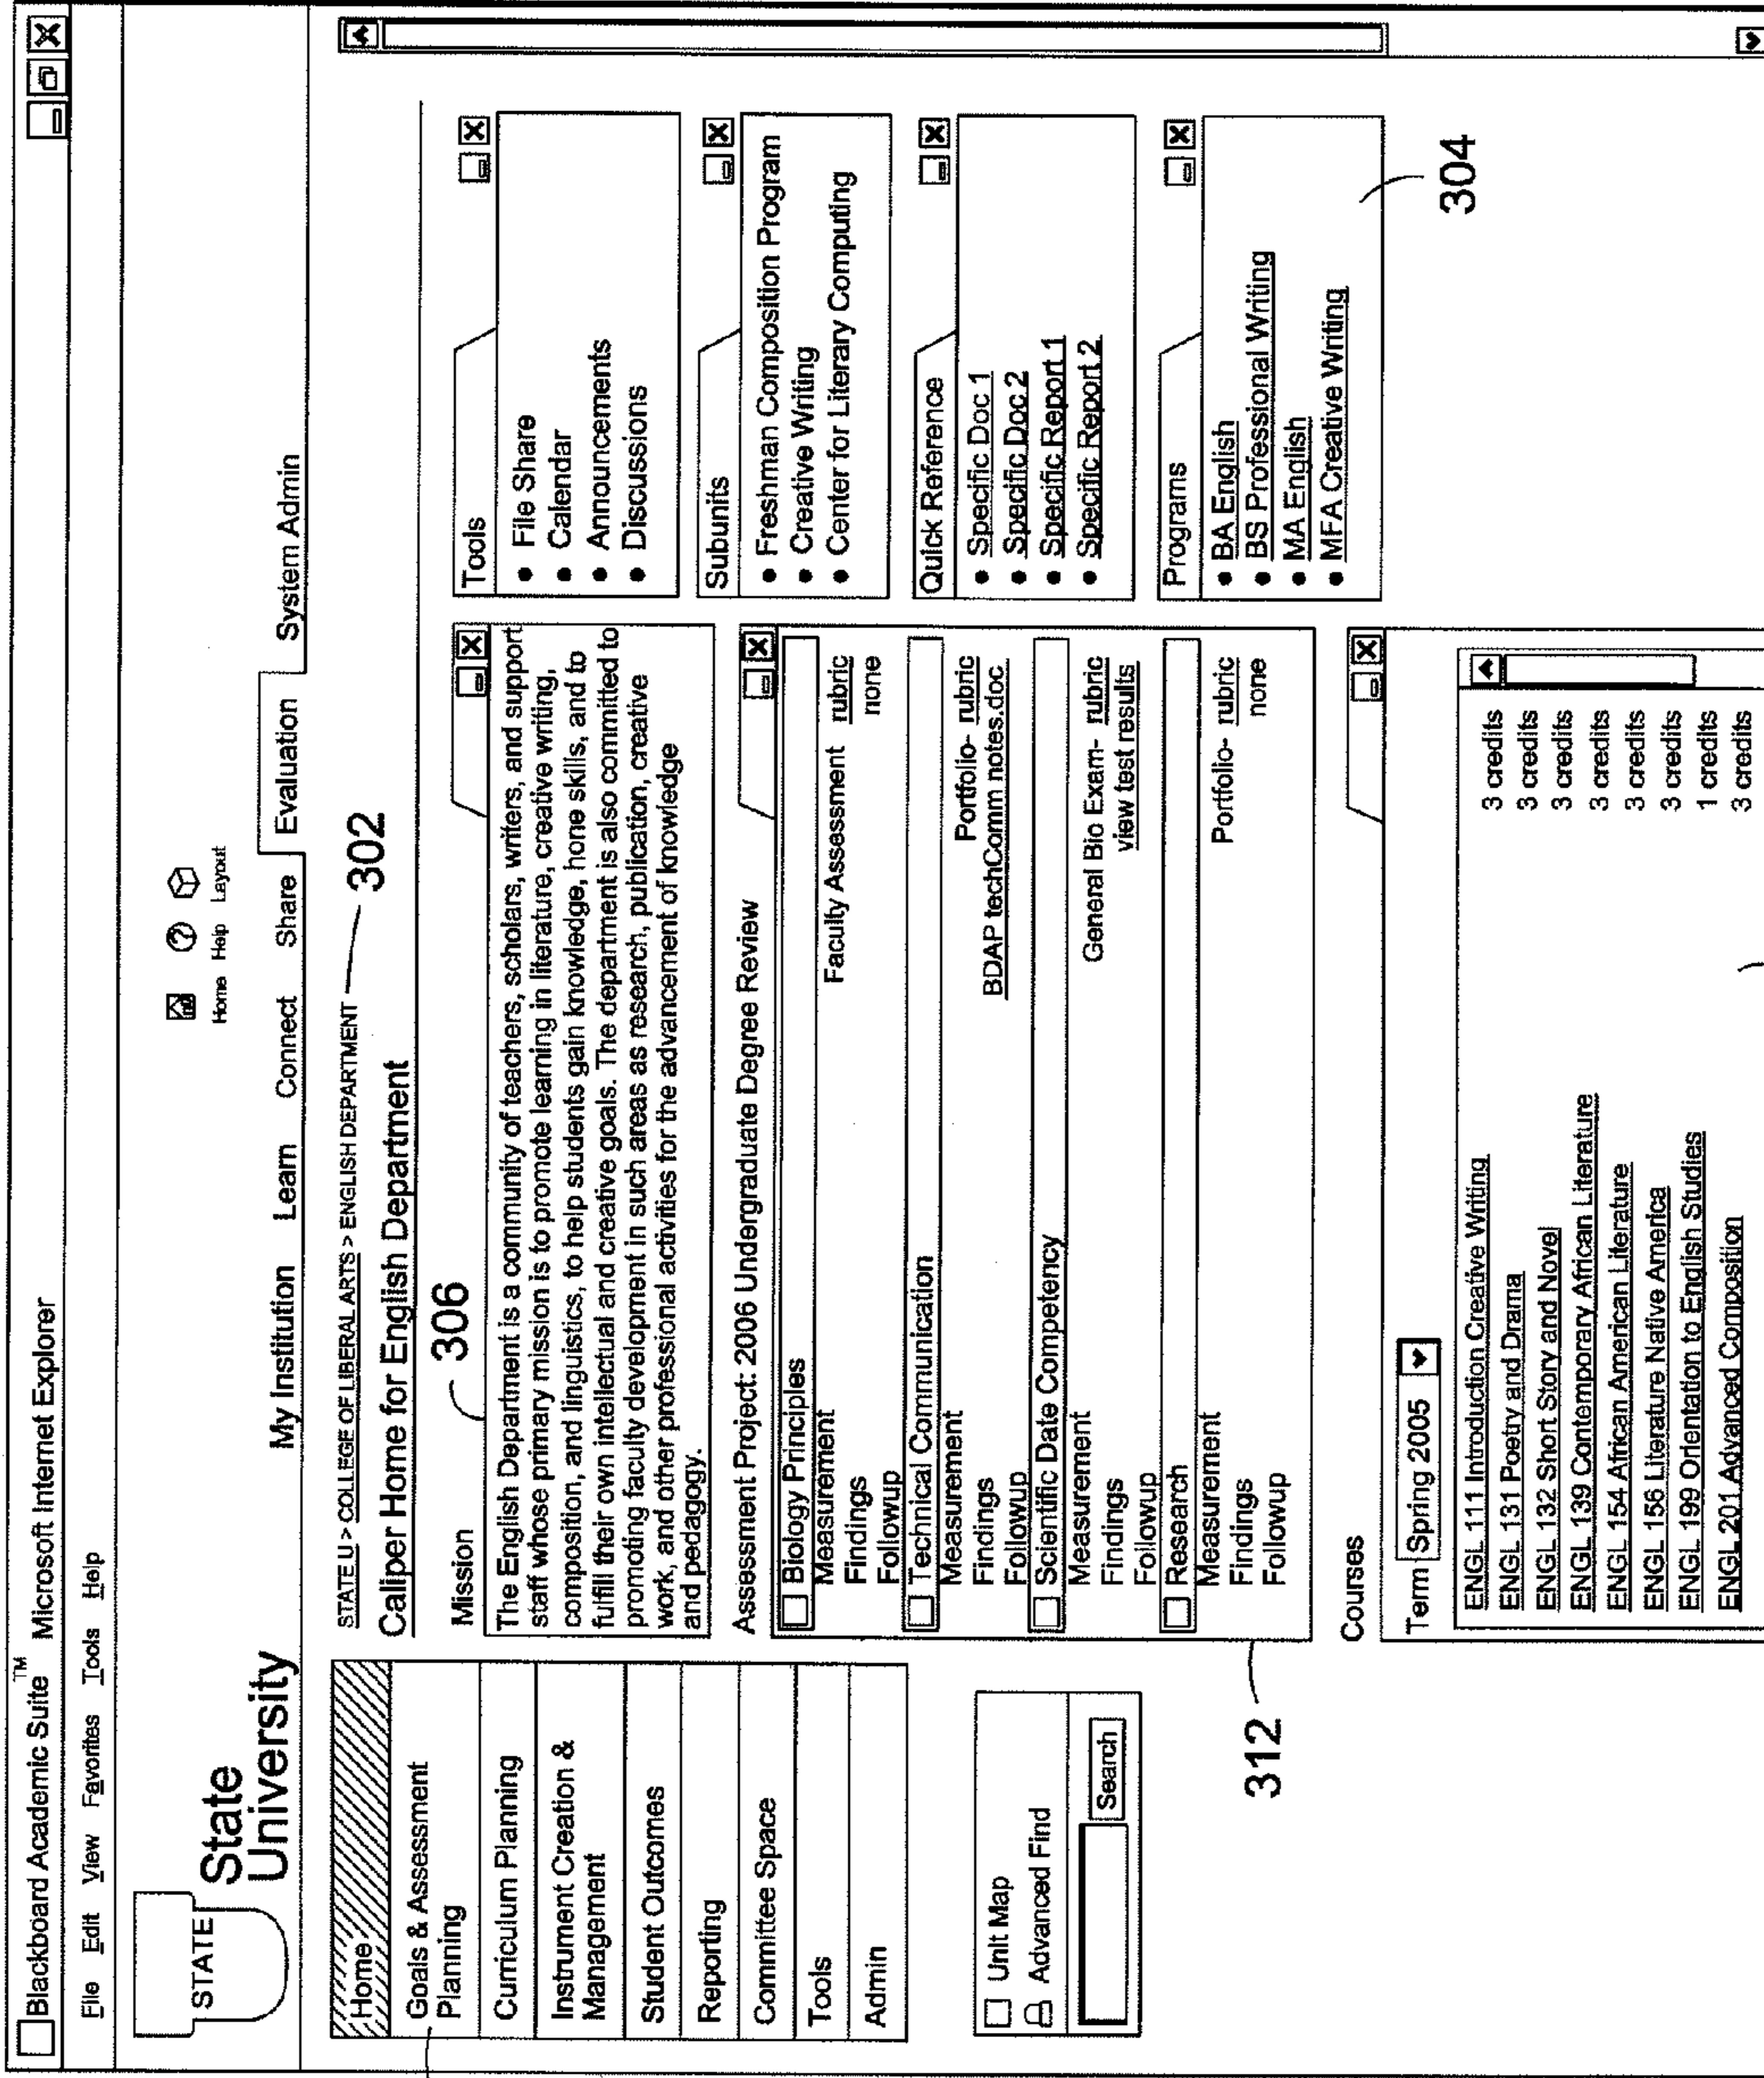 Blackboard Academic Suite™ Microsoft Internet Explorer
File Edit View Favorites Tools Help
STATE
State
University
Home Help Layout
My Institution Learn Connect Share Evaluation System Admin
STATE U > COLLEGE OF LIBERAL ARTS > ENGLISH DEPARTMENT
302
Caliper Home for English Department
Home
Goals & Assessment
Planning
Curriculum Planning
Instrument Creation &
Management
Student Outcomes
Reporting
Committee Space
Tools
Admin
Unit Map
Advanced Find
Search
306
Mission
The English Department is a community of teachers, scholars, writers, and support
staff whose primary mission is to promote learning in literature, creative writing,
composition, and linguistics, to help students gain knowledge, hone skills, and to
fulfill their own intellectual and creative goals. The department is also committed to
promoting faculty development in such areas as research, publication, creative
work, and other professional activities for the advancement of knowledge
and pedagogy.
Assessment Project: 2006 Undergraduate Degree Review
Biology Principles
Measurement Faculty Assessment rubric
Findings none
Followup
Technical Communication
Measurement Portfolio- rubric
Findings BDAP techComm notes.doc
Followup
Scientific Date Competency
Measurement General Bio Exam- rubric
Findings view test results
Followup
Research
Measurement Portfolio- rubric
Findings none
Followup
312
Courses
Term Spring 2005
ENGL 111 Introduction Creative Writing 3 credits
ENGL 131 Poetry and Drama 3 credits
ENGL 132 Short Story and Novel 3 credits
ENGL 139 Contemporary African Literature 3 credits
ENGL 154 African American Literature 3 credits
ENGL 156 Literature Native America 3 credits
ENGL 199 Orientation to English Studies 1 credits
ENGL 201 Advanced Composition 3 credits
Tools
• File Share
• Calendar
• Announcements
• Discussions
Subunits
• Freshman Composition Program
• Creative Writing
• Center for Literary Computing
Quick Reference
• Specific Doc 1
• Specific Doc 2
• Specific Report 1
• Specific Report 2
Programs
• BA English
• BS Professional Writing
• MA English
• MFA Creative Writing
304